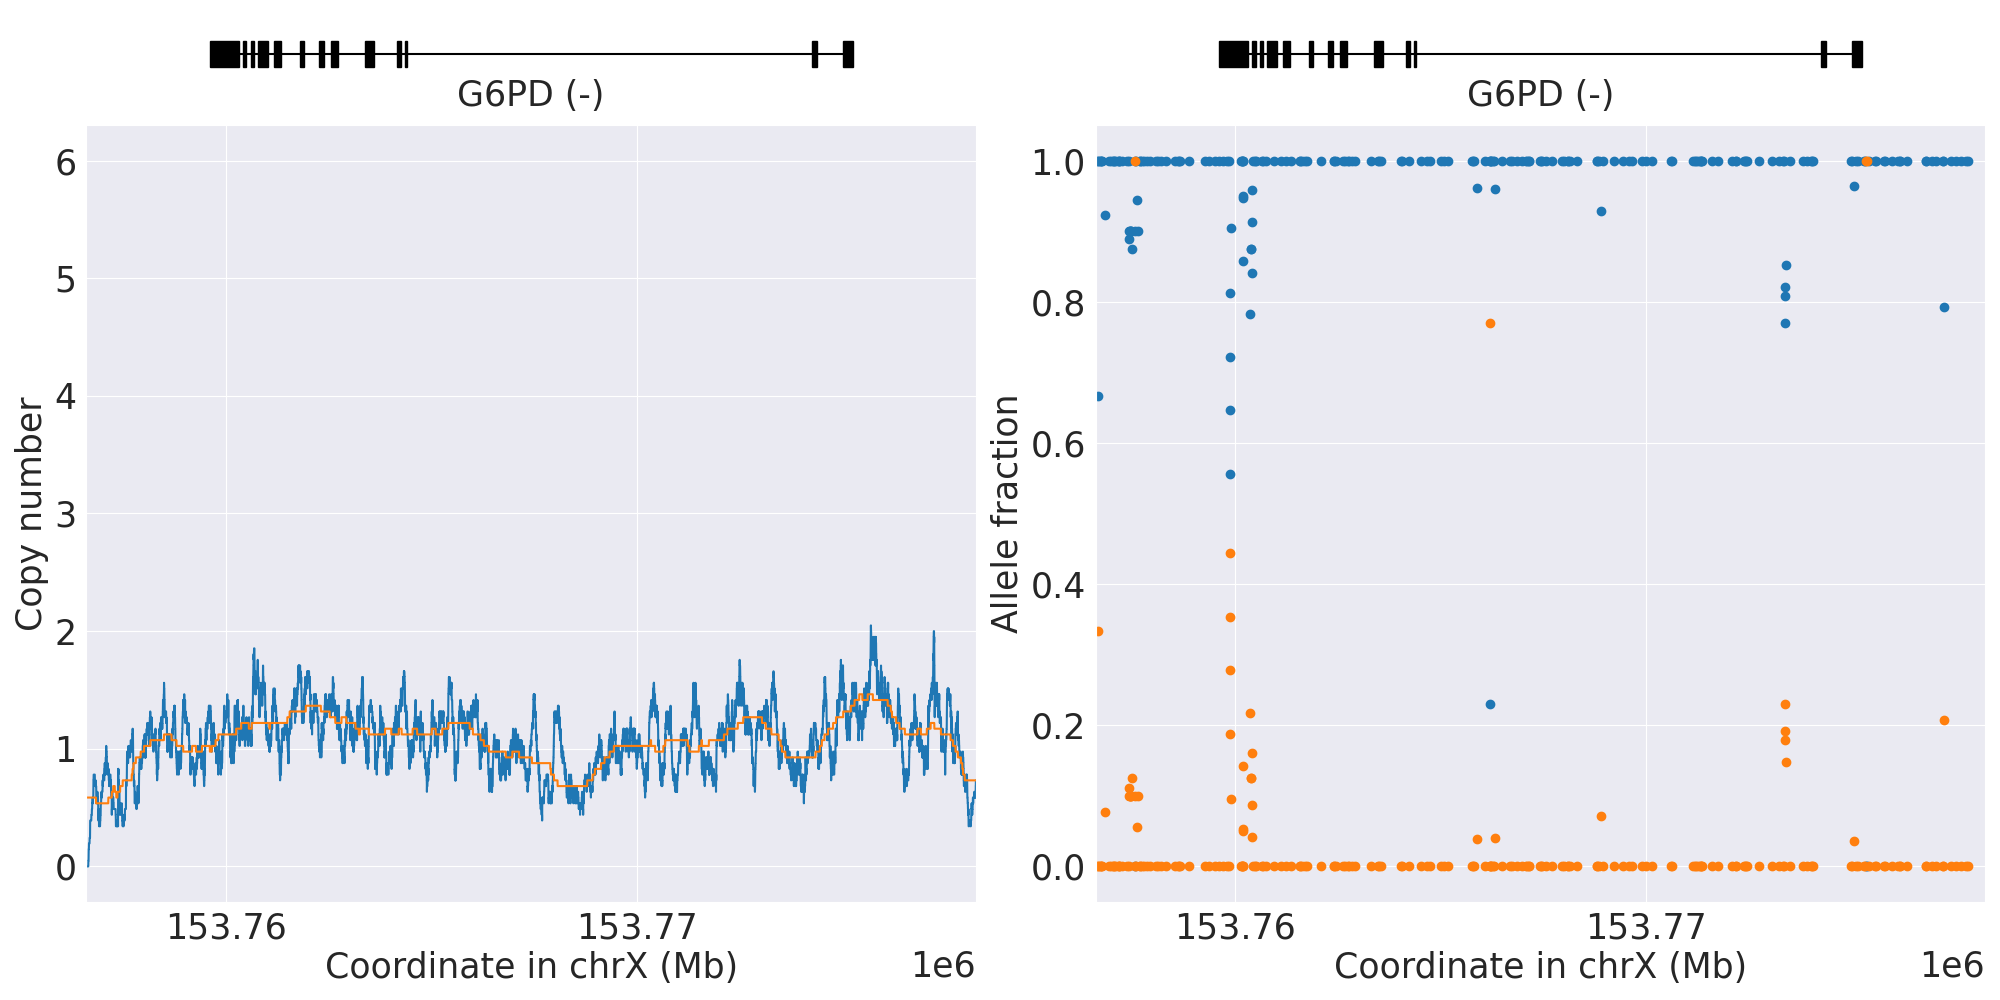 G6PD (-)
G6PD (-)
6
5
4
3
2
1
0
Copy number
153.76
153.77
Coordinate in chrX (Mb)
1e6
1.0
0.8
0.6
0.4
0.2
0.0
Allele fraction
153.76
153.77
Coordinate in chrX (Mb)
1e6